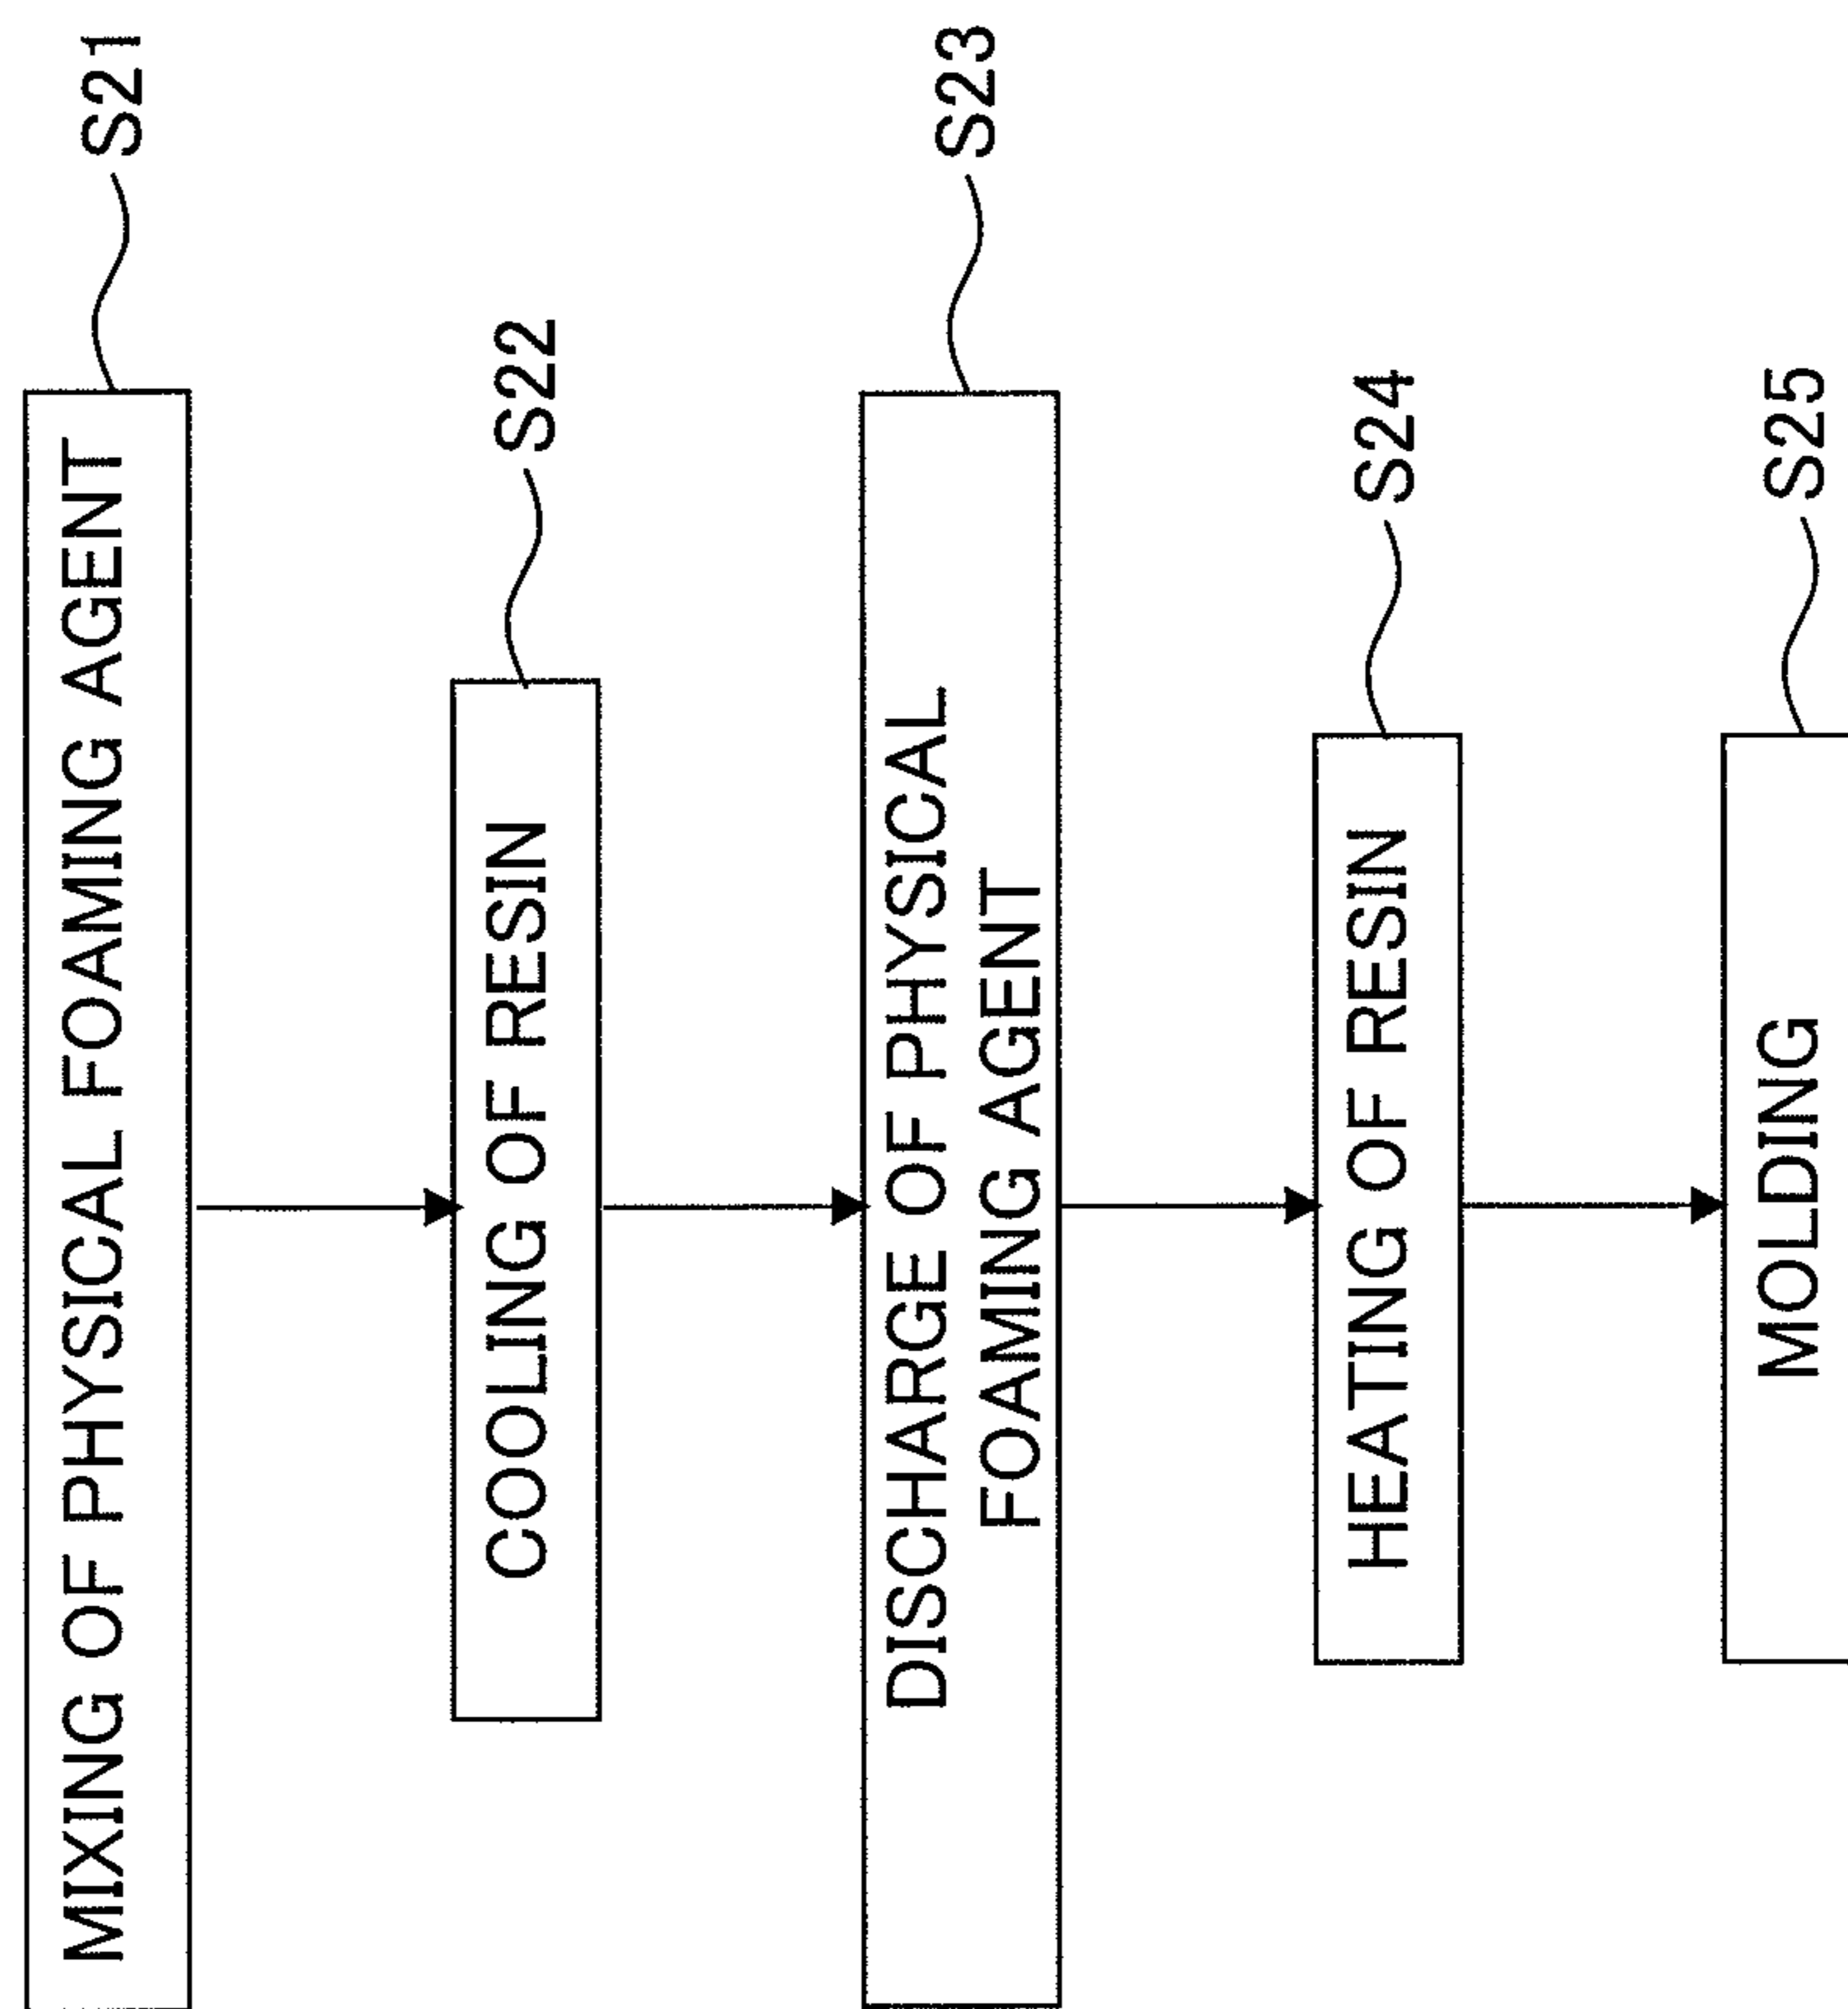 MIXING OF PHYSICAL FOAMING AGENT
S21
COOLING OF RESIN
S22
DISCHARGE OF PHYSICAL
FOAMING AGENT
S23
HEATING OF RESIN
S24
MOLDING
S25